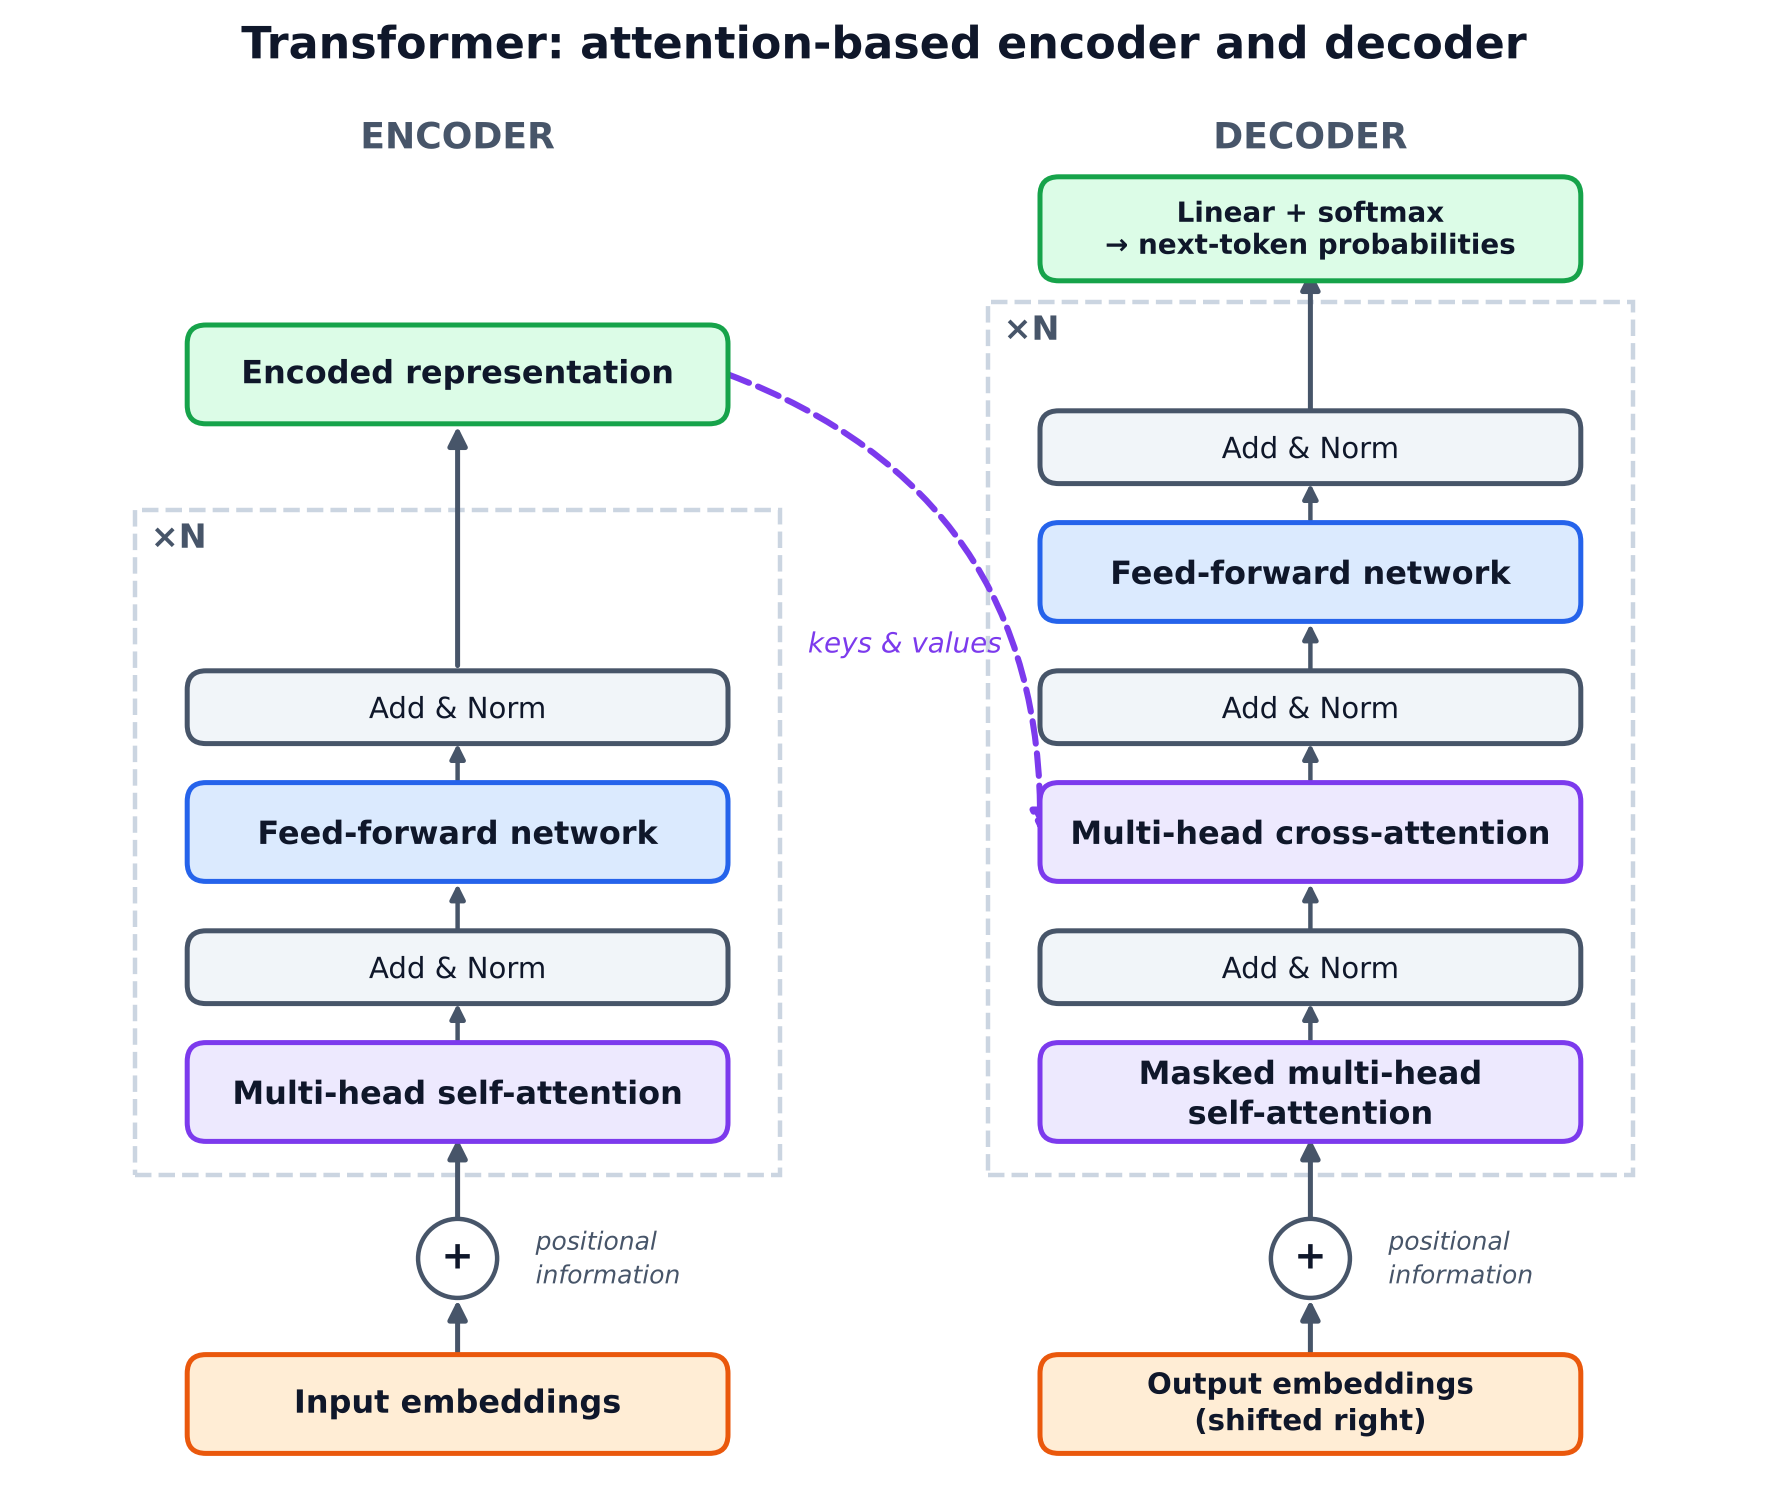 Transformer: attention-based encoder and decoder
ENCODER
Encoded representation
×N
Add & Norm
Feed-forward network
Add & Norm
Multi-head self-attention
+
positional
information
Input embeddings
keys & values
DECODER
Linear + softmax
→ next-token probabilities
×N
Add & Norm
Feed-forward network
Add & Norm
Multi-head cross-attention
Add & Norm
Masked multi-head
self-attention
+
positional
information
Output embeddings
(shifted right)